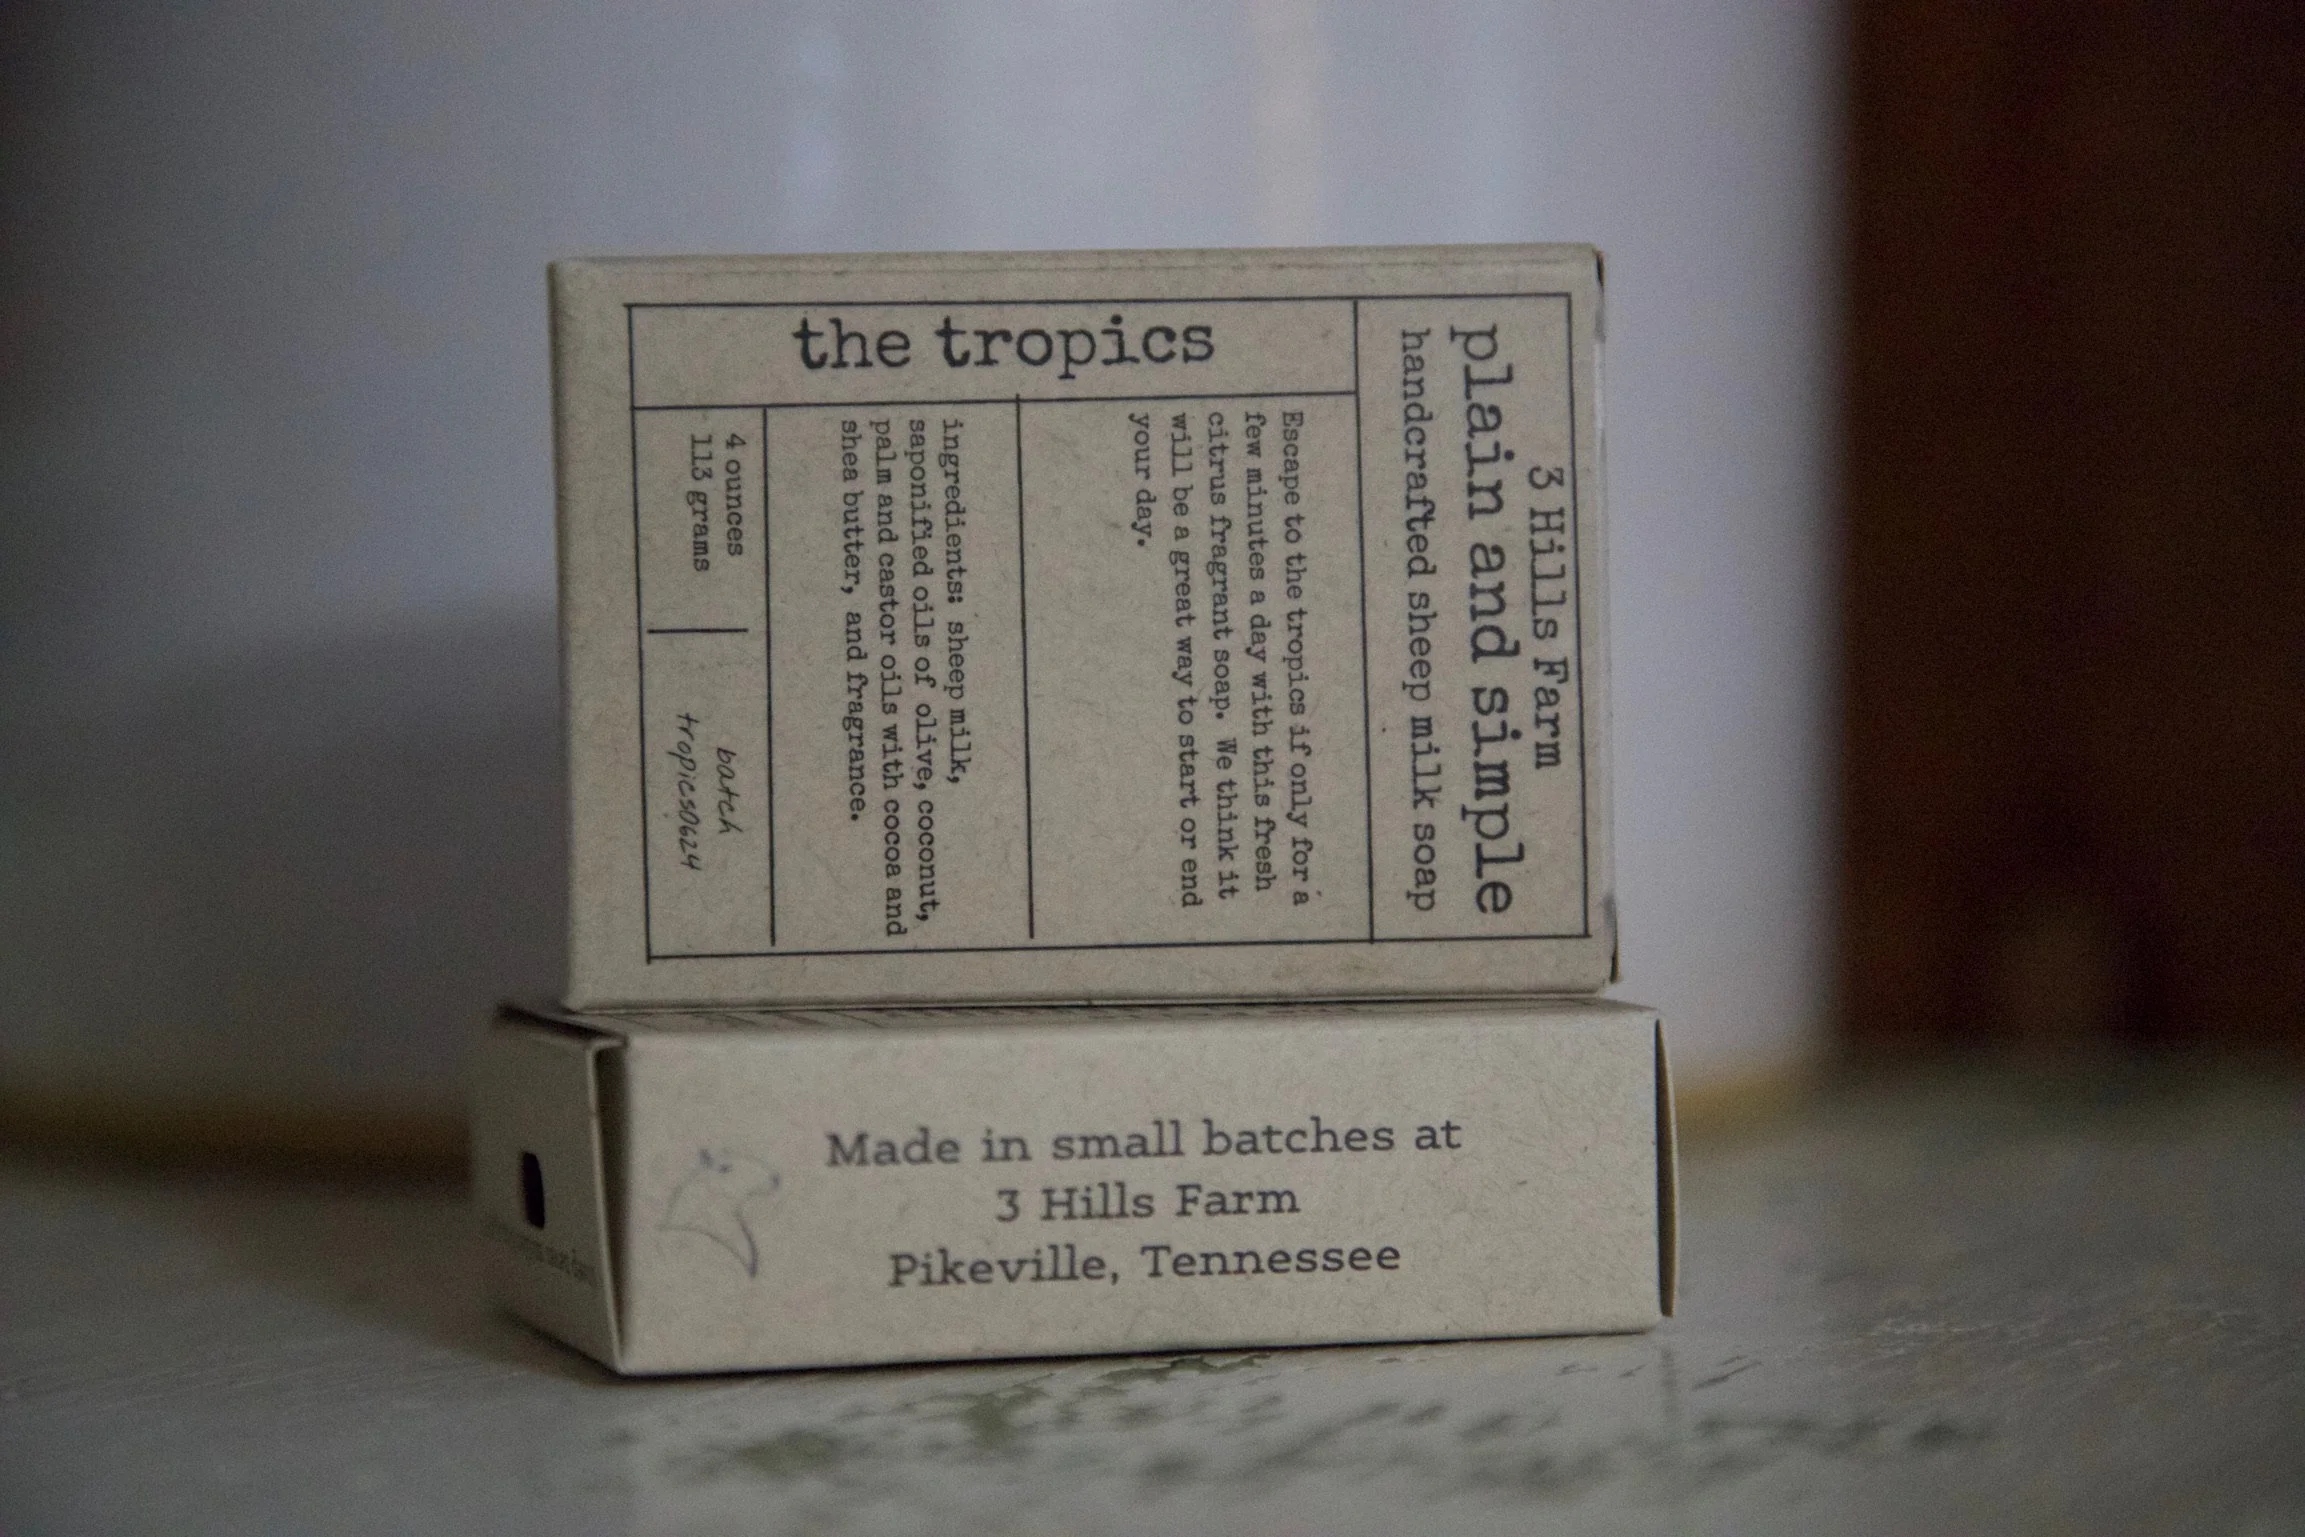 3 Hills Farm
plain and simple
handcrafted sheep milk soap
the tropics
Escape to the tropics if only for a
few minutes a day with this fresh
citrus fragrant soap. We think it
will be a great way to start or end
your day.
ingredients: sheep milk,
saponified oils of olive, coconut,
palm and castor oils with cocoa and
shea butter, and fragrance.
4 ounces
113 grams
batch
tropics0624
Made in small batches at
3 Hills Farm
Pikeville, Tennessee